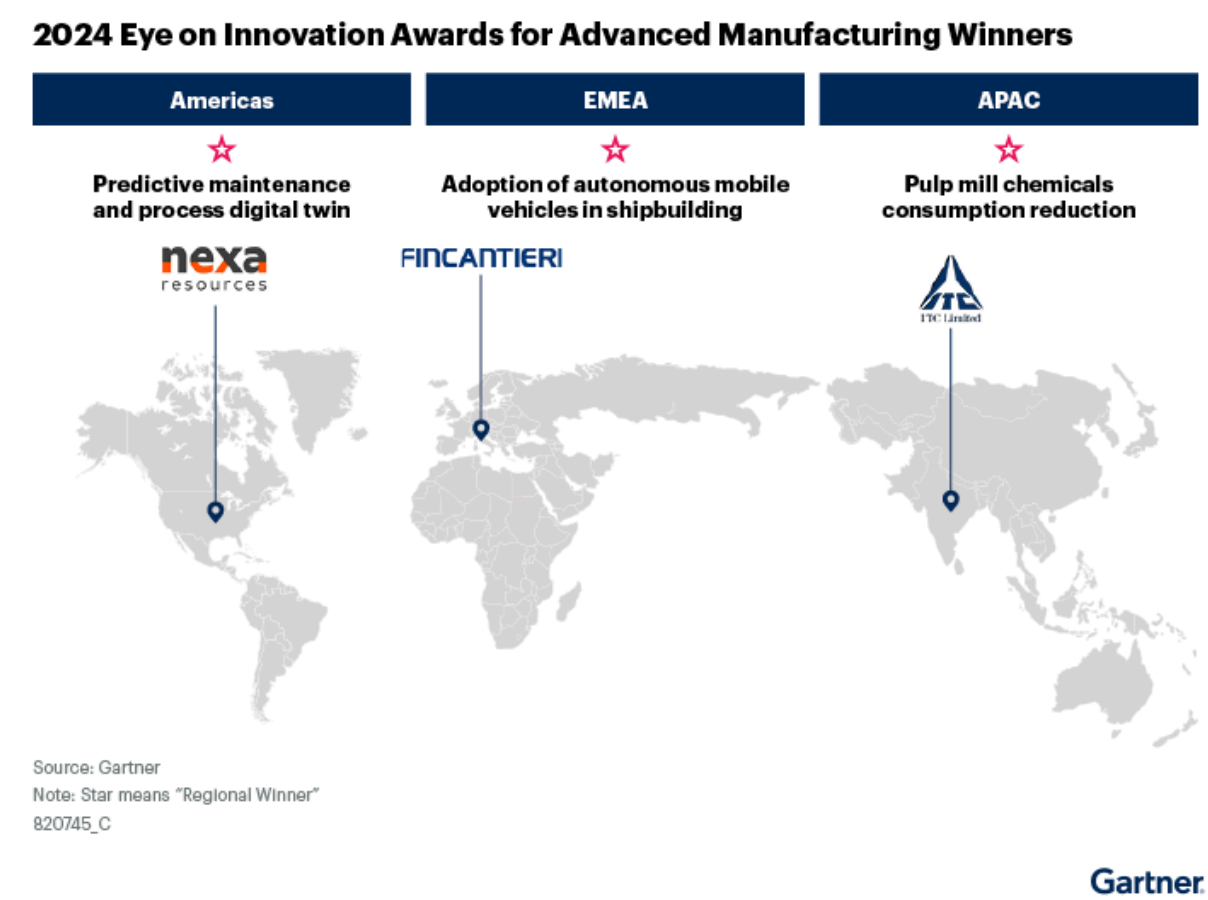 2024 Eye on Innovation Awards for Advanced Manufacturing Winners
Americas
Predictive maintenance
and process digital twin
nexa
resources
EMEA
Adoption of autonomous mobile
vehicles in shipbuilding
FINCANTIERI
APAC
Pulp mill chemicals
consumption reduction
ITC
ITC Limited
Source: Gartner
Note: Star means “Regional Winner”
820745_C
Gartner